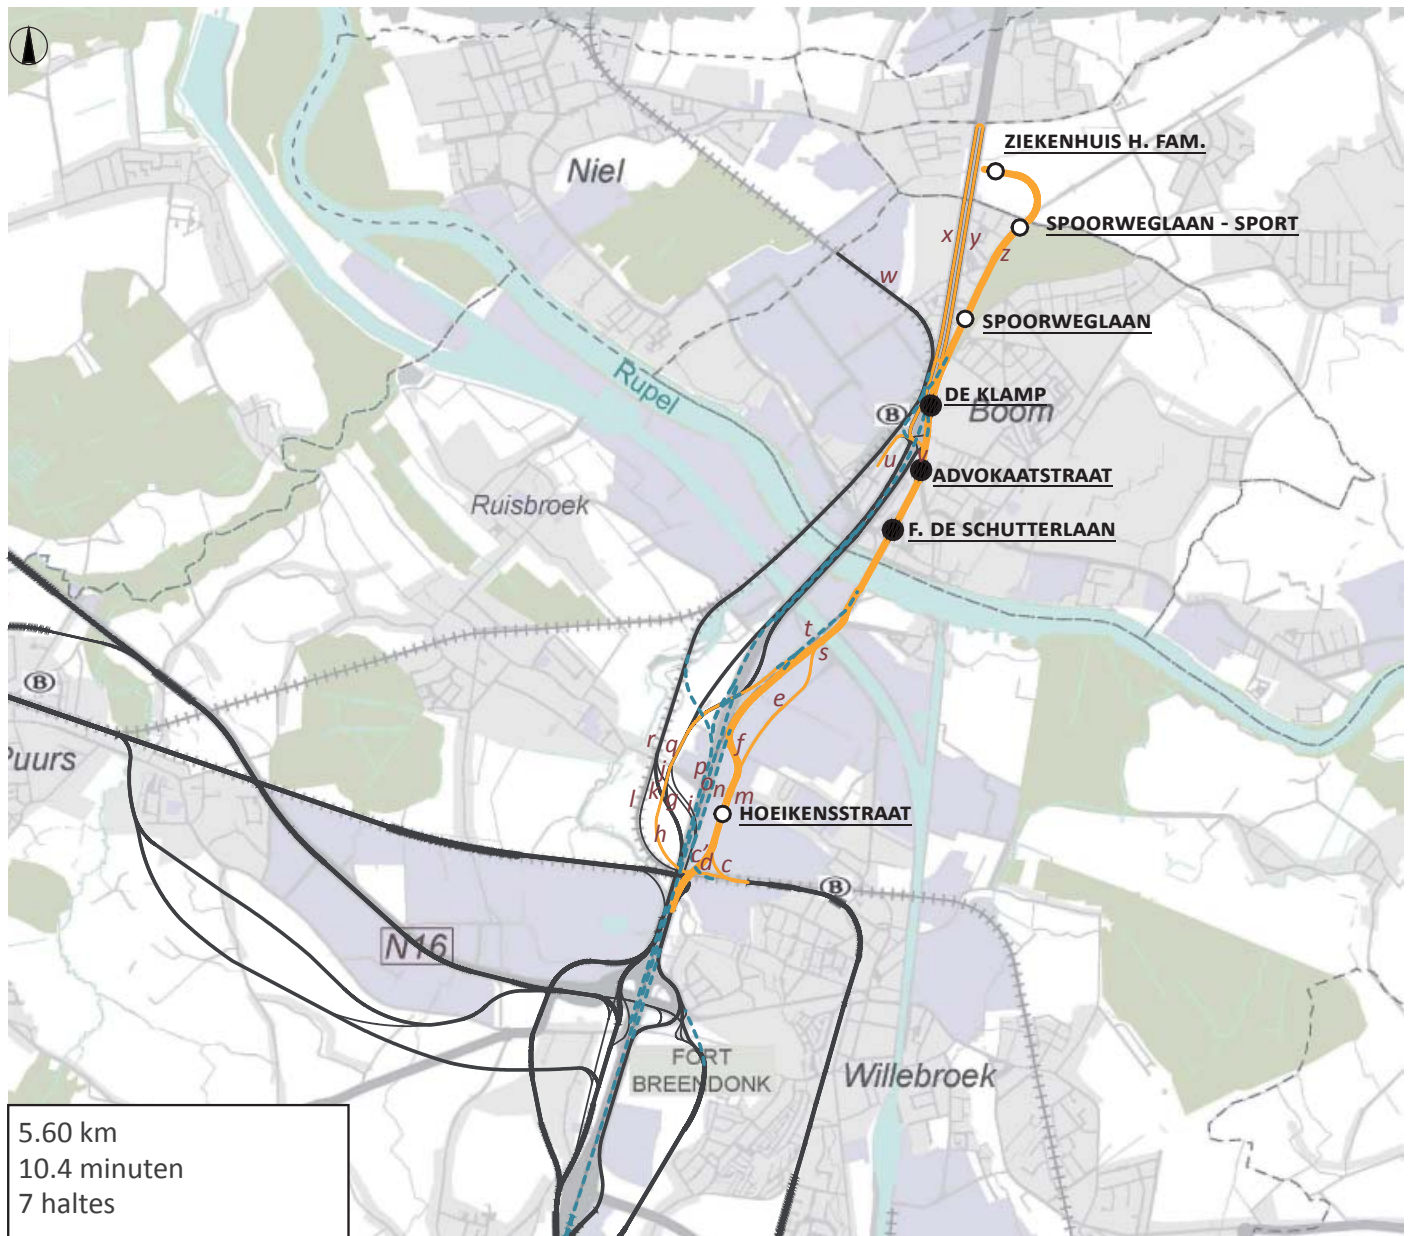 ZIEKENHUIS H. FAM.
Niel
SPOORWEGLAAN - SPORT
x
y
z
w
SPOORWEGLAAN
Rupel
DE KLAMP
B
Boom
u
v
ADVOKAATSTRAAT
Ruisbroek
F. DE SCHUTTERLAAN
t
s
B
e
r
q
f
Puurs
j
p
o
n
m
l
k
g
i
HOEIKENSSTRAAT
h
c'
d
c
B
N16
FORT
BREENDONK
Willebroek
5.60 km
10.4 minuten
7 haltes